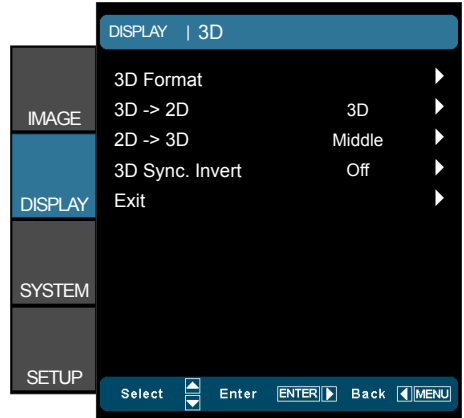 DISPLAY | 3D
3D Format
3D -> 2D 3D
2D -> 3D Middle
3D Sync. Invert Off
Exit
IMAGE
DISPLAY
SYSTEM
SETUP
Select Enter ENTER Back MENU